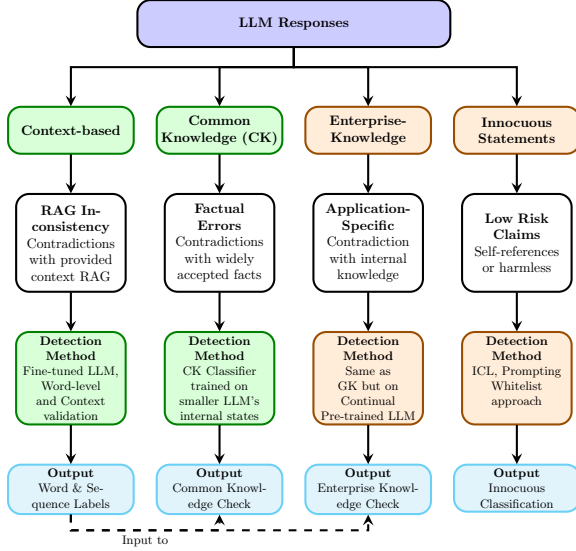 LLM Responses
Context-based
Common
Knowledge (CK)
Enterprise-
Knowledge
Innocuous
Statements
RAG In-
consistency
Contradictions
with provided
context RAG
Factual
Errors
Contradictions
with widely
accepted facts
Application-
Specific
Contradiction
with internal
knowledge
Low Risk
Claims
Self-references
or harmless
Detection
Method
Fine-tuned LLM,
Word-level
and Context
validation
Detection
Method
CK Classifier
trained on
smaller LLM's
internal states
Detection
Method
Same as
GK but on
Continual
Pre-trained LLM
Detection
Method
ICL, Prompting
Whitelist
approach
Output
Word & Se-
quence Labels
Output
Common Knowl-
edge Check
Output
Enterprise Knowl-
edge Check
Output
Innocuous
Classification
Input to